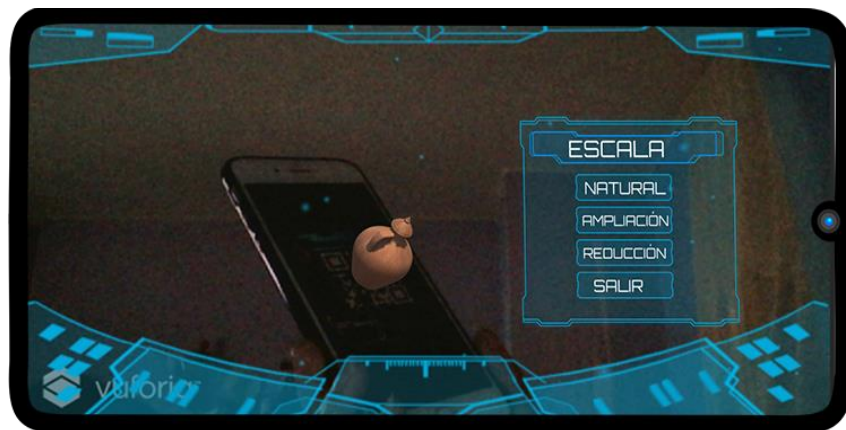 ESCALA
NATURAL
AMPLIACIÓN
REDUCCIÓN
SALIR
vuforia